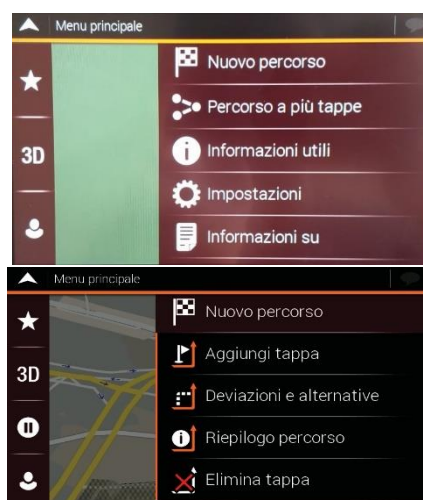 Menu principale
Nuovo percorso
Percorso a più tappe
3D
Informazioni utili
Impostazioni
Informazioni su
Menu principale
Nuovo percorso
Aggiungi tappa
3D
Deviazioni e alternative
Riepilogo percorso
Elimina tappa